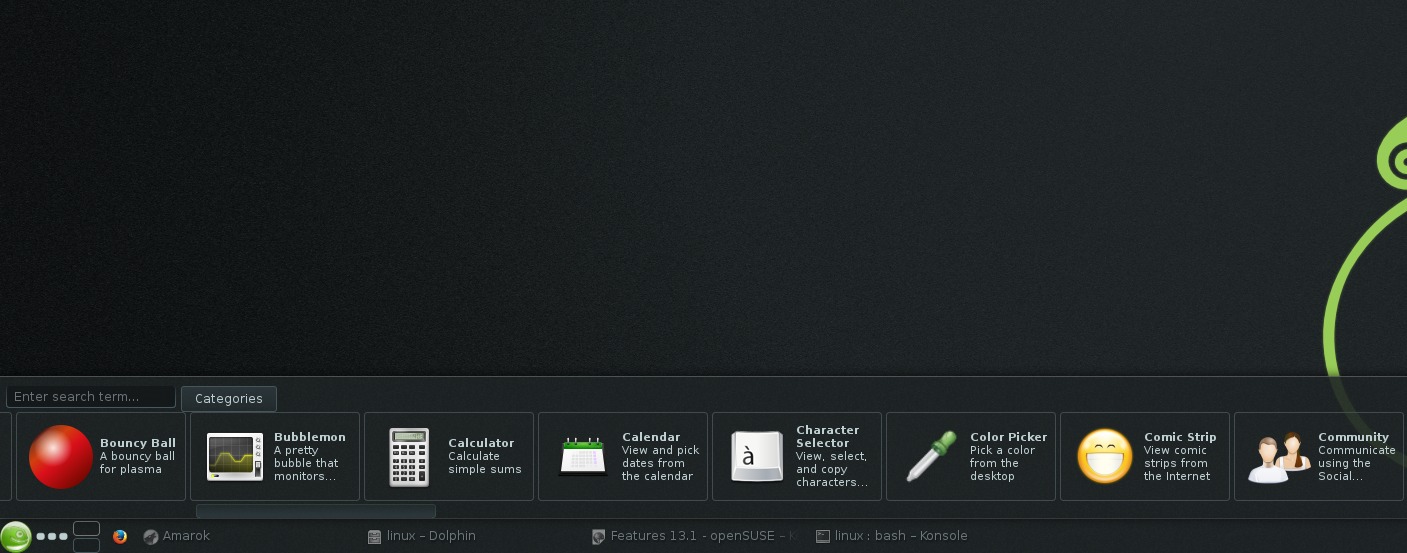 Enter search term...
Categories
Bouncy Ball
A bouncy ball
for plasma
Bubblemon
A pretty
bubble that
monitors...
Calculator
Calculate
simple sums
Calendar
View and pick
dates from
the calendar
à
Character
Selector
View, select,
and copy
characters...
Color Picker
Pick a color
from the
desktop
Comic Strip
View comic
strips from
the Internet
Community
Communicate
using the
Social...
Amarok
linux – Dolphin
Features 13.1 - openSUSE – K
linux : bash – Konsole